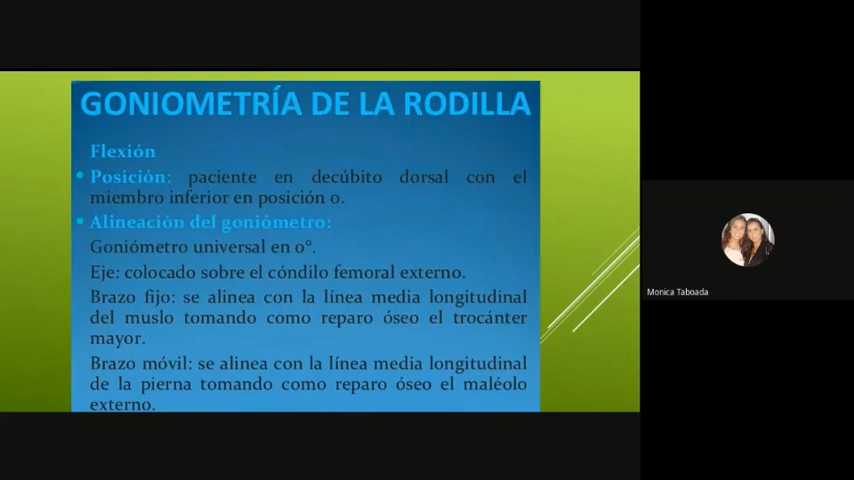 GONIOMETRÍA DE LA RODILLA
Flexión
• Posición: paciente en decúbito dorsal con el
miembro inferior en posición 0.
• Alineación del goniómetro:
Goniómetro universal en 0°.
Eje: colocado sobre el cóndilo femoral externo.
Brazo fijo: se alinea con la línea media longitudinal
del muslo tomando como reparo óseo el trocánter
mayor.
Brazo móvil: se alinea con la línea media longitudinal
de la pierna tomando como reparo óseo el maléolo
externo.
Monica Taboada